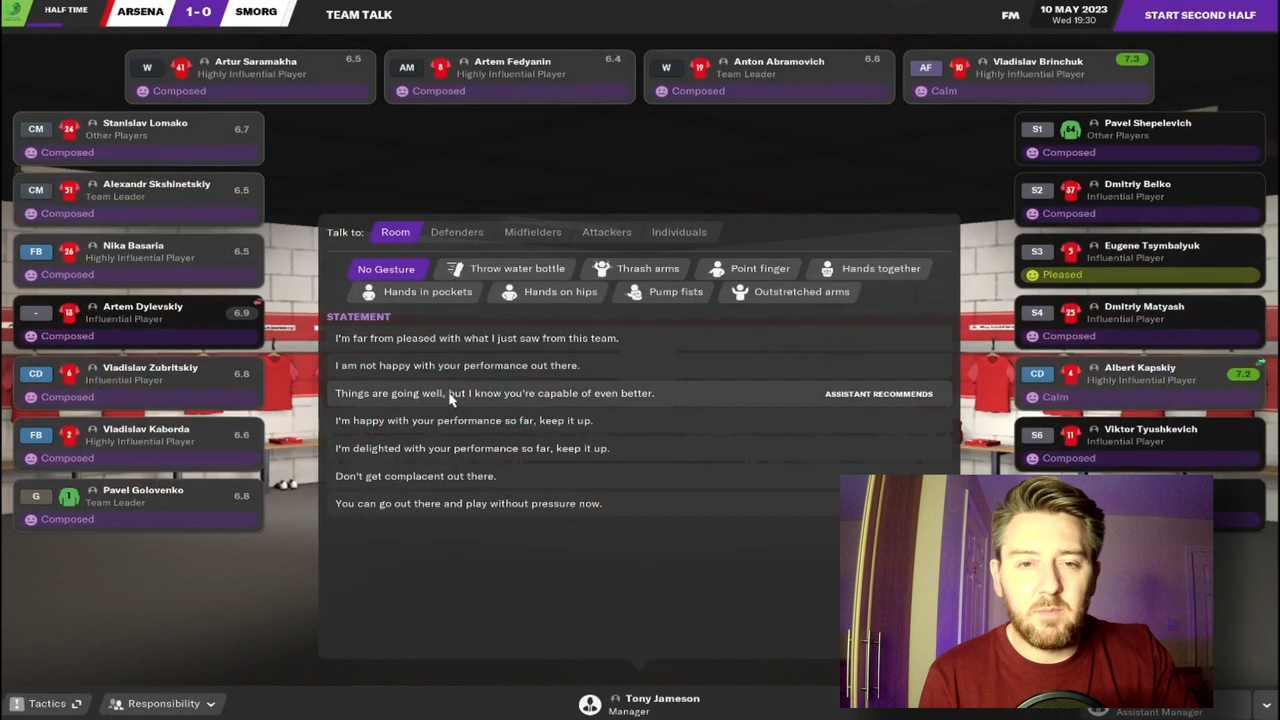 HALF TIME
ARSENA
1 - 0
SMORG
TEAM TALK
FM
10 MAY 2023
Wed 19:30
START SECOND HALF
W
41
Artur Saramakha
Highly Influential Player
6.5
Composed
AM
8
Artem Fedyanin
Highly Influential Player
6.4
Composed
W
19
Anton Abramovich
Team Leader
6.6
Composed
AF
10
Vladislav Brinchuk
Highly Influential Player
7.3
Calm
CM
24
Stanislav Lomako
Other Players
6.7
Composed
CM
51
Alexandr Skshinetskiy
Team Leader
6.5
Composed
FB
26
Nika Basaria
Highly Influential Player
6.5
Composed
-
13
Artem Dylevskiy
Influential Player
6.9
Composed
CD
6
Vladislav Zubritskiy
Influential Player
6.8
Composed
FB
2
Vladislav Kaborda
Highly Influential Player
6.6
Composed
G
1
Pavel Golovenko
Team Leader
6.8
Composed
Talk to: Room Defenders Midfielders Attackers Individuals
No Gesture Throw water bottle Thrash arms Point finger Hands together
Hands in pockets Hands on hips Pump fists Outstretched arms
STATEMENT
I'm far from pleased with what I just saw from this team.
I am not happy with your performance out there.
Things are going well, but I know you're capable of even better. ASSISTANT RECOMMENDS
I'm happy with your performance so far, keep it up.
I'm delighted with your performance so far, keep it up.
Don't get complacent out there.
You can go out there and play without pressure now.
S1
64
Pavel Shepelevich
Other Players
Composed
S2
37
Dmitriy Belko
Influential Player
Composed
S3
5
Eugene Tsymbalyuk
Influential Player
Pleased
S4
25
Dmitriy Matyash
Influential Player
Composed
CD
4
Albert Kapskiy
Highly Influential Player
7.2
Calm
S6
11
Viktor Tyushkevich
Influential Player
Composed
Tactics
Responsibility
Tony Jameson
Manager
Assistant Manager